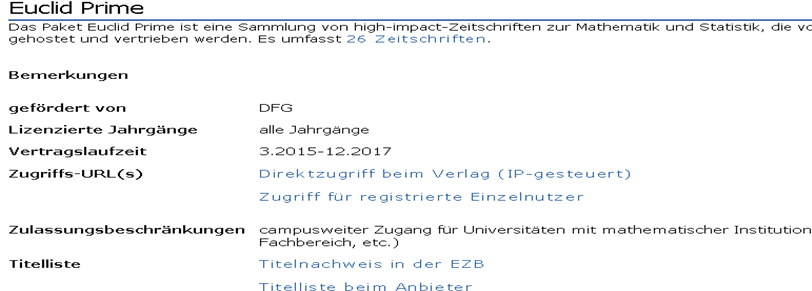 Euclid Prime
Das Paket Euclid Prime ist eine Sammlung von high-impact-Zeitschriften zur Mathematik und Statistik, die
gehostet und vertrieben werden. Es umfasst 26 Zeitschriften.
Bemerkungen
gefördert von DFG
Lizenzierte Jahrgänge alle Jahrgänge
Vertragslaufzeit 3.2015-12.2017
Zugriffs-URL(s) Direktzugriff beim Verlag (IP-gesteuert)
Zugriff für registrierte Einzelnutzer
Zulassungsbeschränkungen campusweiter Zugang für Universitäten mit mathematischer Institution
Fachbereich, etc.)
Titelliste Titelnachweis in der EZB
Titelliste beim Anbieter